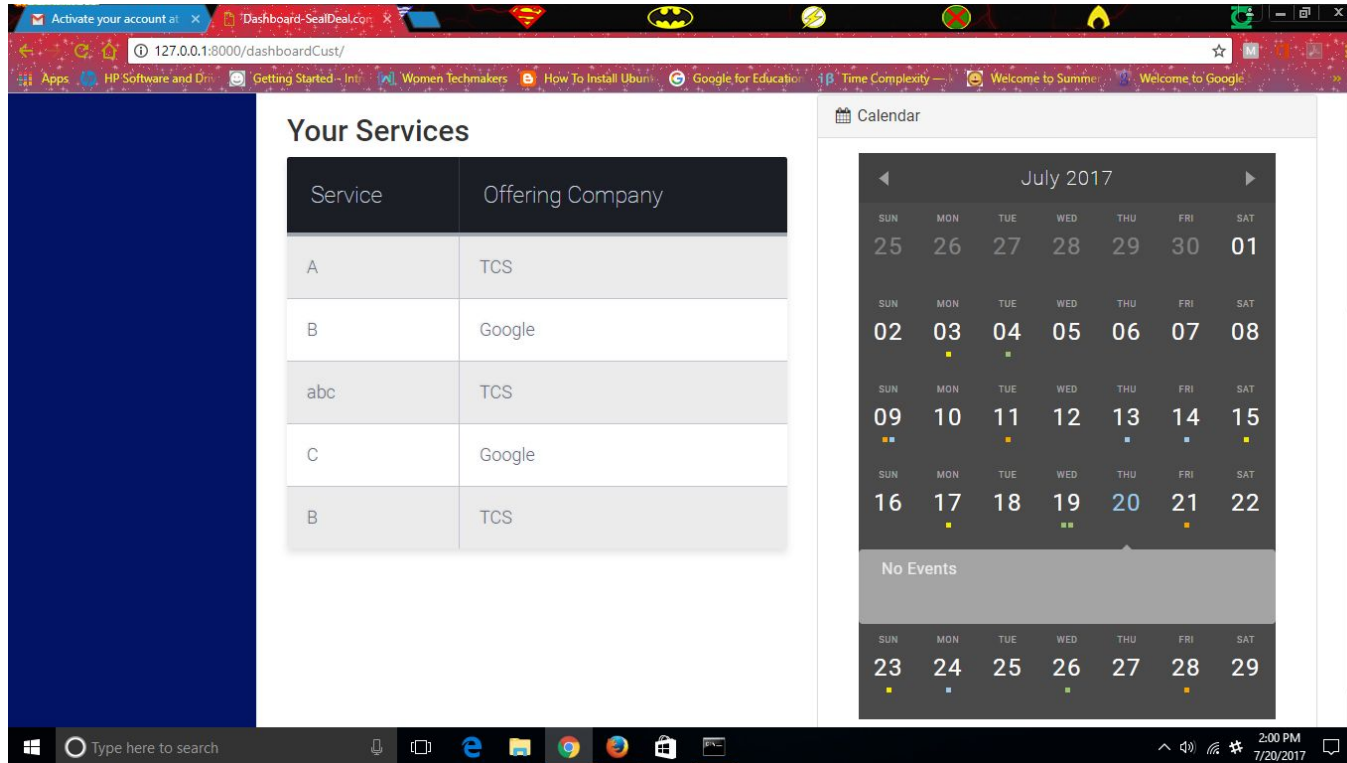 Activate your account at
Dashboard-SealDeal.com
127.0.0.1:8000/dashboardCust/
Apps HP Software and Dri Getting Started - Int Women Techmakers How To Install Ubun Google for Education Time Complexity — Welcome to Summe Welcome to Google »
Your Services
Service Offering Company
A TCS
B Google
abc TCS
C Google
B TCS
Calendar
July 2017
SUN MON TUE WED THU FRI SAT
25 26 27 28 29 30 01
SUN MON TUE WED THU FRI SAT
02 03 04 05 06 07 08
SUN MON TUE WED THU FRI SAT
09 10 11 12 13 14 15
SUN MON TUE WED THU FRI SAT
16 17 18 19 20 21 22
No Events
SUN MON TUE WED THU FRI SAT
23 24 25 26 27 28 29
Type here to search
2:00 PM
7/20/2017